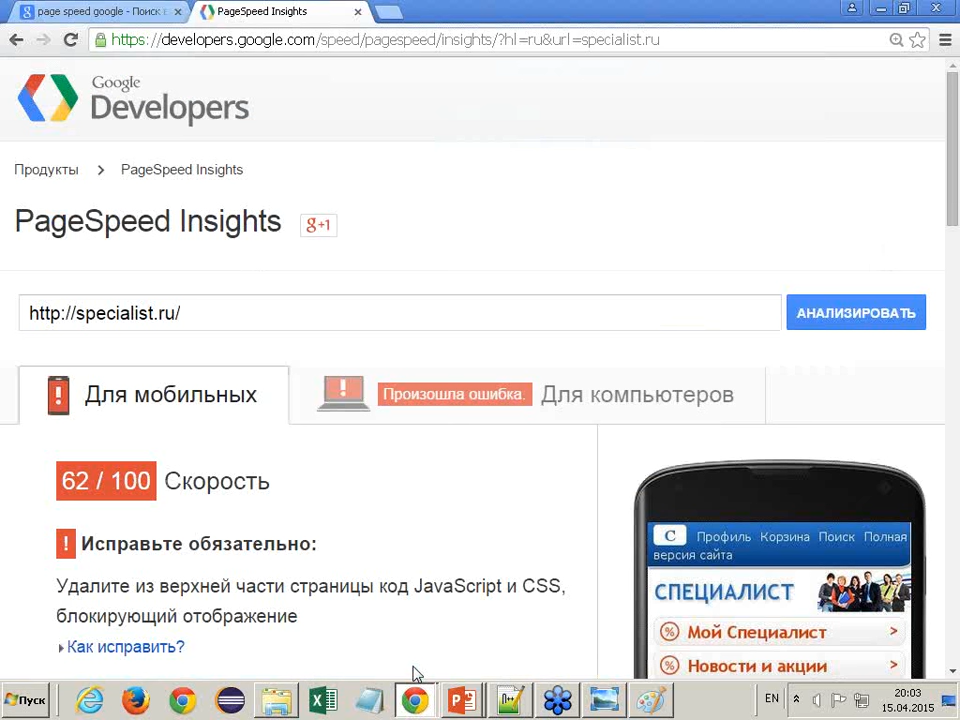 page speed google - Поиск в
PageSpeed Insights
https://developers.google.com/speed/pagespeed/insights/?hl=ru&url=specialist.ru
Google
Developers
Продукты > PageSpeed Insights
PageSpeed Insights
g+1
http://specialist.ru/
АНАЛИЗИРОВАТЬ
! Для мобильных
! Произошла ошибка. Для компьютеров
62 / 100 Скорость
! Исправьте обязательно:
Удалите из верхней части страницы код JavaScript и CSS,
блокирующий отображение
Как исправить?
С Профиль Корзина Поиск Полная
версия сайта
СПЕЦИАЛИСТ
% Мой Специалист >
% Новости и акции >
Пуск
EN
20:03
15.04.2015